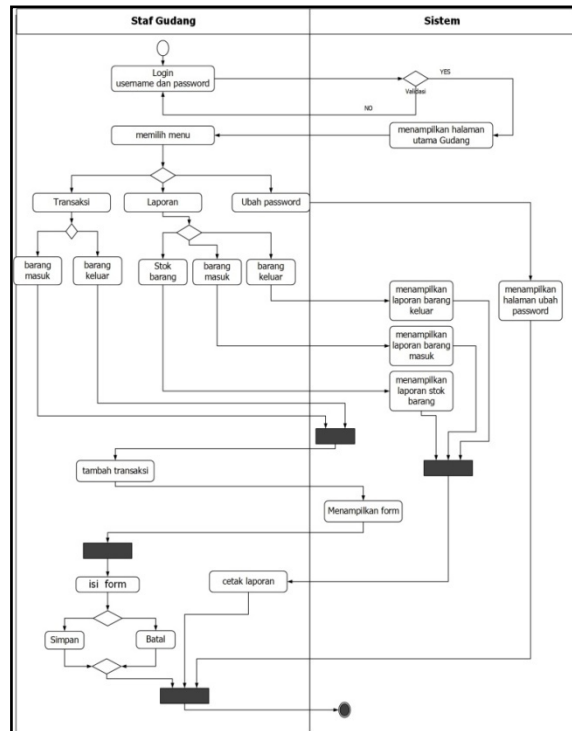 Staf Gudang
Sistem
Login
username dan password
YES
Validasi
NO
memilih menu
menampilkan halaman
utama Gudang
Transaksi
Laporan
Ubah password
barang
masuk
barang
keluar
Stok
barang
barang
masuk
barang
keluar
menampilkan
laporan barang
keluar
menampilkan
halaman ubah
password
menampilkan
laporan barang
masuk
menampilkan
laporan stok
barang
tambah transaksi
Menampilkan form
isi form
cetak laporan
Simpan
Batal